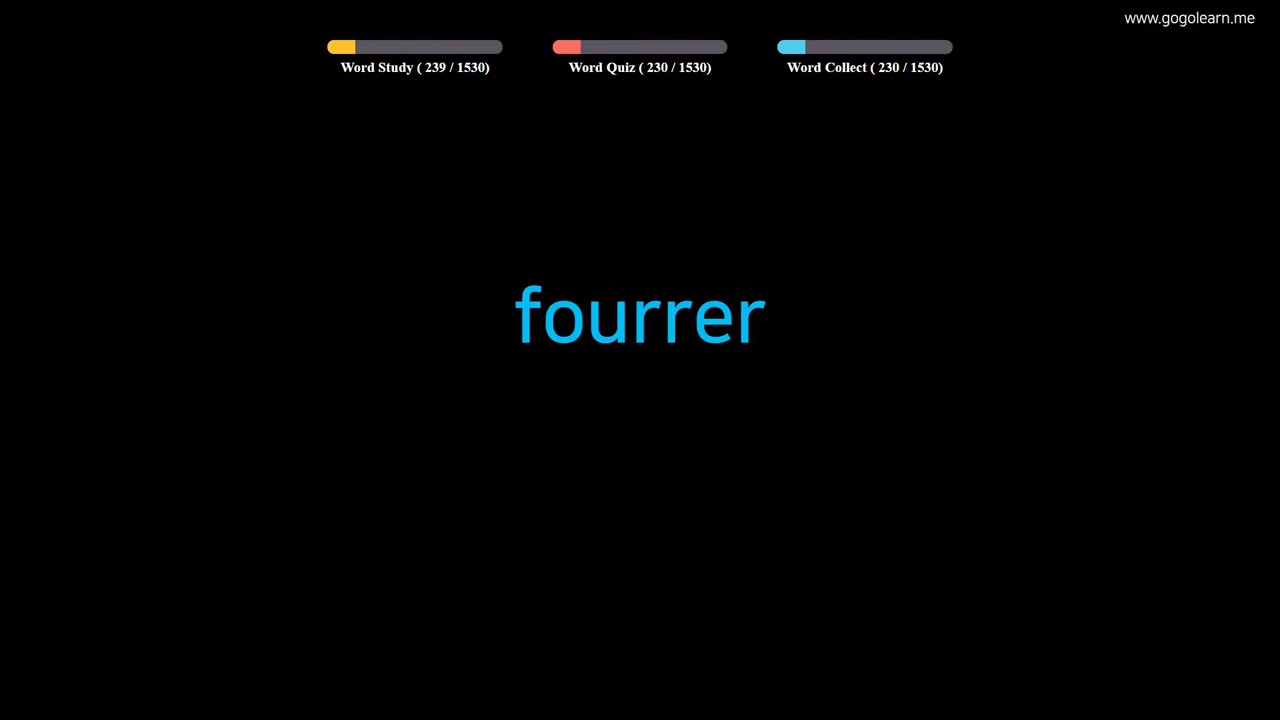 www.gogolearn.me
Word Study ( 239 / 1530)
Word Quiz ( 230 / 1530)
Word Collect ( 230 / 1530)
fourrer